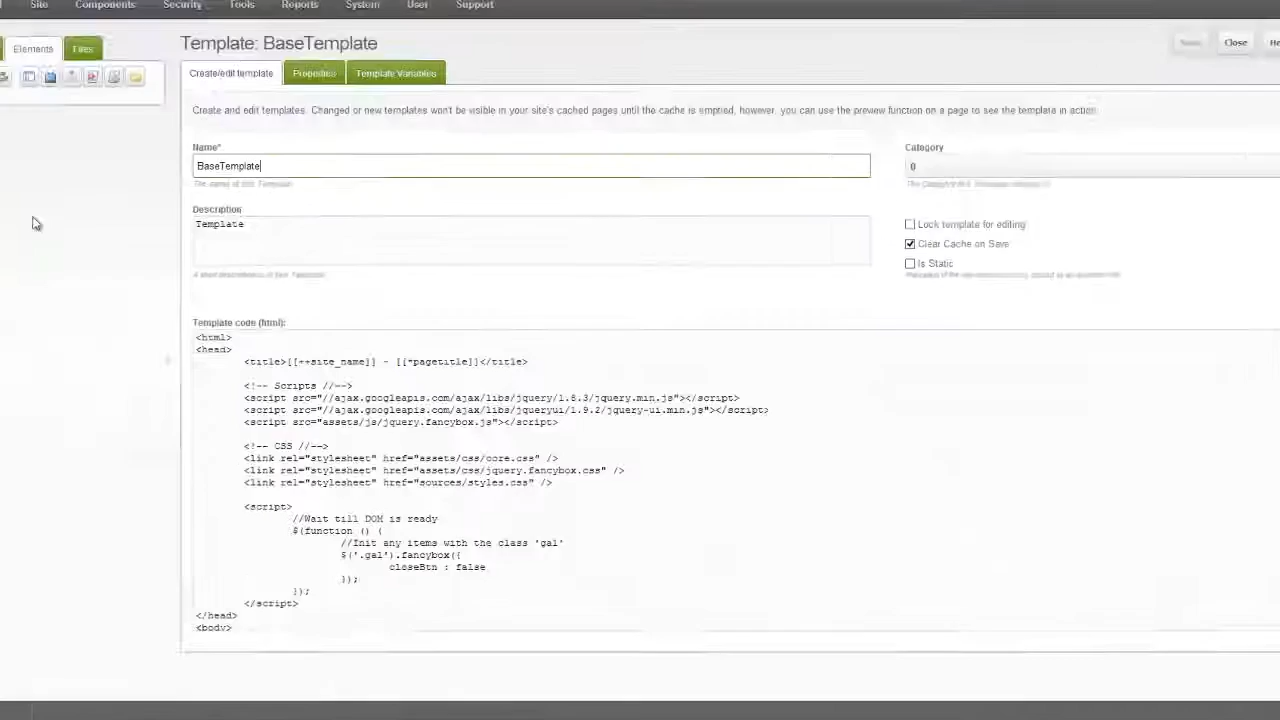 Site Components Security Tools Reports System User Support
Elements Files
Template: BaseTemplate
Close
Create/edit template Properties Template Variables
Create and edit templates. Changed or new templates won't be visible in your site's cached pages until the cache is emptied, however, you can use the preview function on a page to see the template in action.
Name*
Category
BaseTemplate
0
The name of this Template.
Description
Template
Lock template for editing
Clear Cache on Save
Is Static
Template code (html):
<html>
<head>
<title>[[++site_name]] - [[*pagetitle]]</title>
<!-- Scripts //-->
<script src="//ajax.googleapis.com/ajax/libs/jquery/1.8.3/jquery.min.js"></script>
<script src="//ajax.googleapis.com/ajax/libs/jqueryui/1.9.2/jquery-ui.min.js"></script>
<script src="assets/js/jquery.fancybox.js"></script>
<!-- CSS //-->
<link rel="stylesheet" href="assets/css/core.css" />
<link rel="stylesheet" href="assets/css/jquery.fancybox.css" />
<link rel="stylesheet" href="sources/styles.css" />
<script>
//Wait till DOM is ready
$(function () {
//Init any items with the class 'gal'
$('.gal').fancybox({
closeBtn : false
});
});
</script>
</head>
<body>